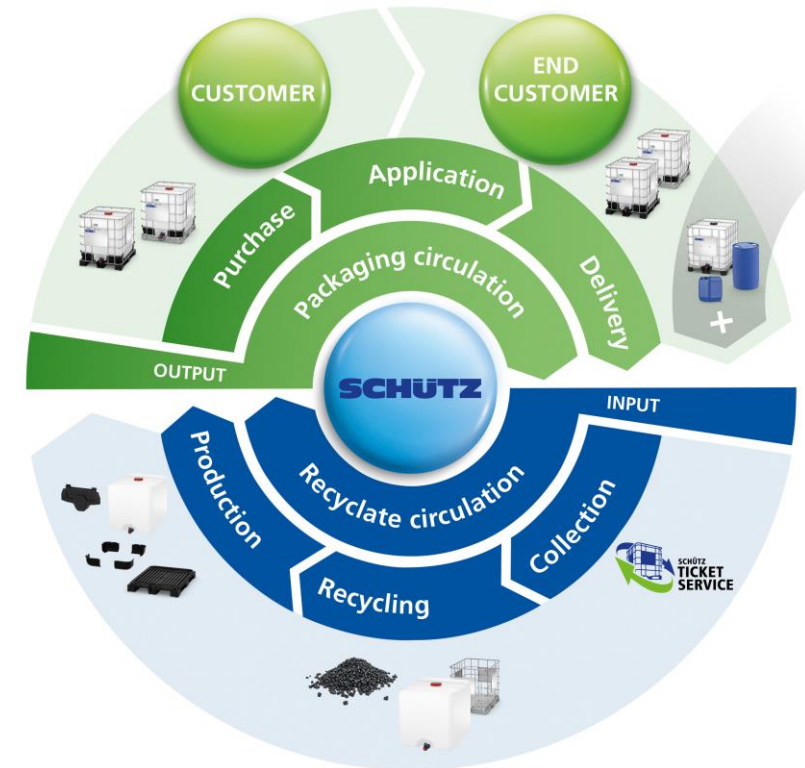 CUSTOMER
END
CUSTOMER
Purchase
Application
Delivery
Packaging circulation
OUTPUT
SCHÜTZ
INPUT
Production
Recyclate circulation
Collection
Recycling
SCHÜTZ
TICKET
SERVICE
+